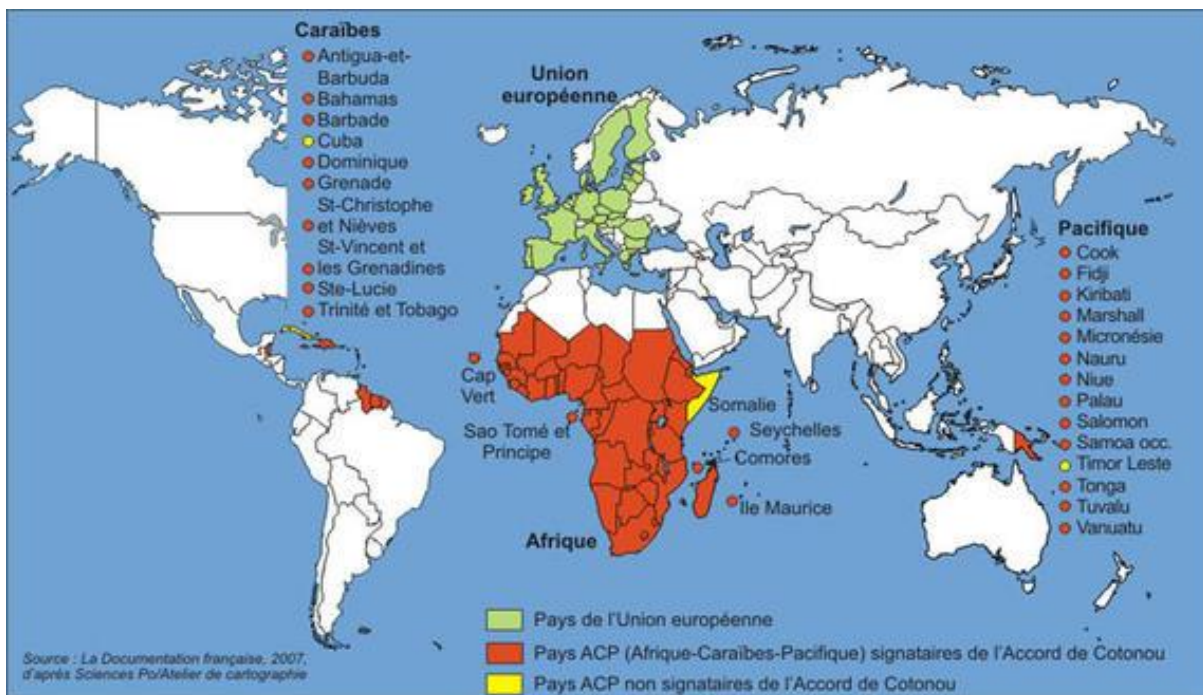 Caraïbes
Antigua-et-
Barbuda
Bahamas
Barbade
Cuba
Dominique
Grenade
St-Christophe
et Nièves
St-Vincent et
les Grenadines
Ste-Lucie
Trinité et Tobago
Union
européenne
Pacifique
Cook
Fidji
Kiribati
Marshall
Micronésie
Nauru
Niue
Palau
Salomon
Samoa occ.
Timor Leste
Tonga
Tuvalu
Vanuatu
Cap
Vert
Sao Tomé et
Principe
Somalie
Seychelles
Comores
Ile Maurice
Afrique
Pays de l'Union européenne
Pays ACP (Afrique-Caraïbes-Pacifique) signataires de l'Accord de Cotonou
Pays ACP non signataires de l'Accord de Cotonou
Source : La Documentation française, 2007,
d'après Sciences Po/Atelier de cartographie